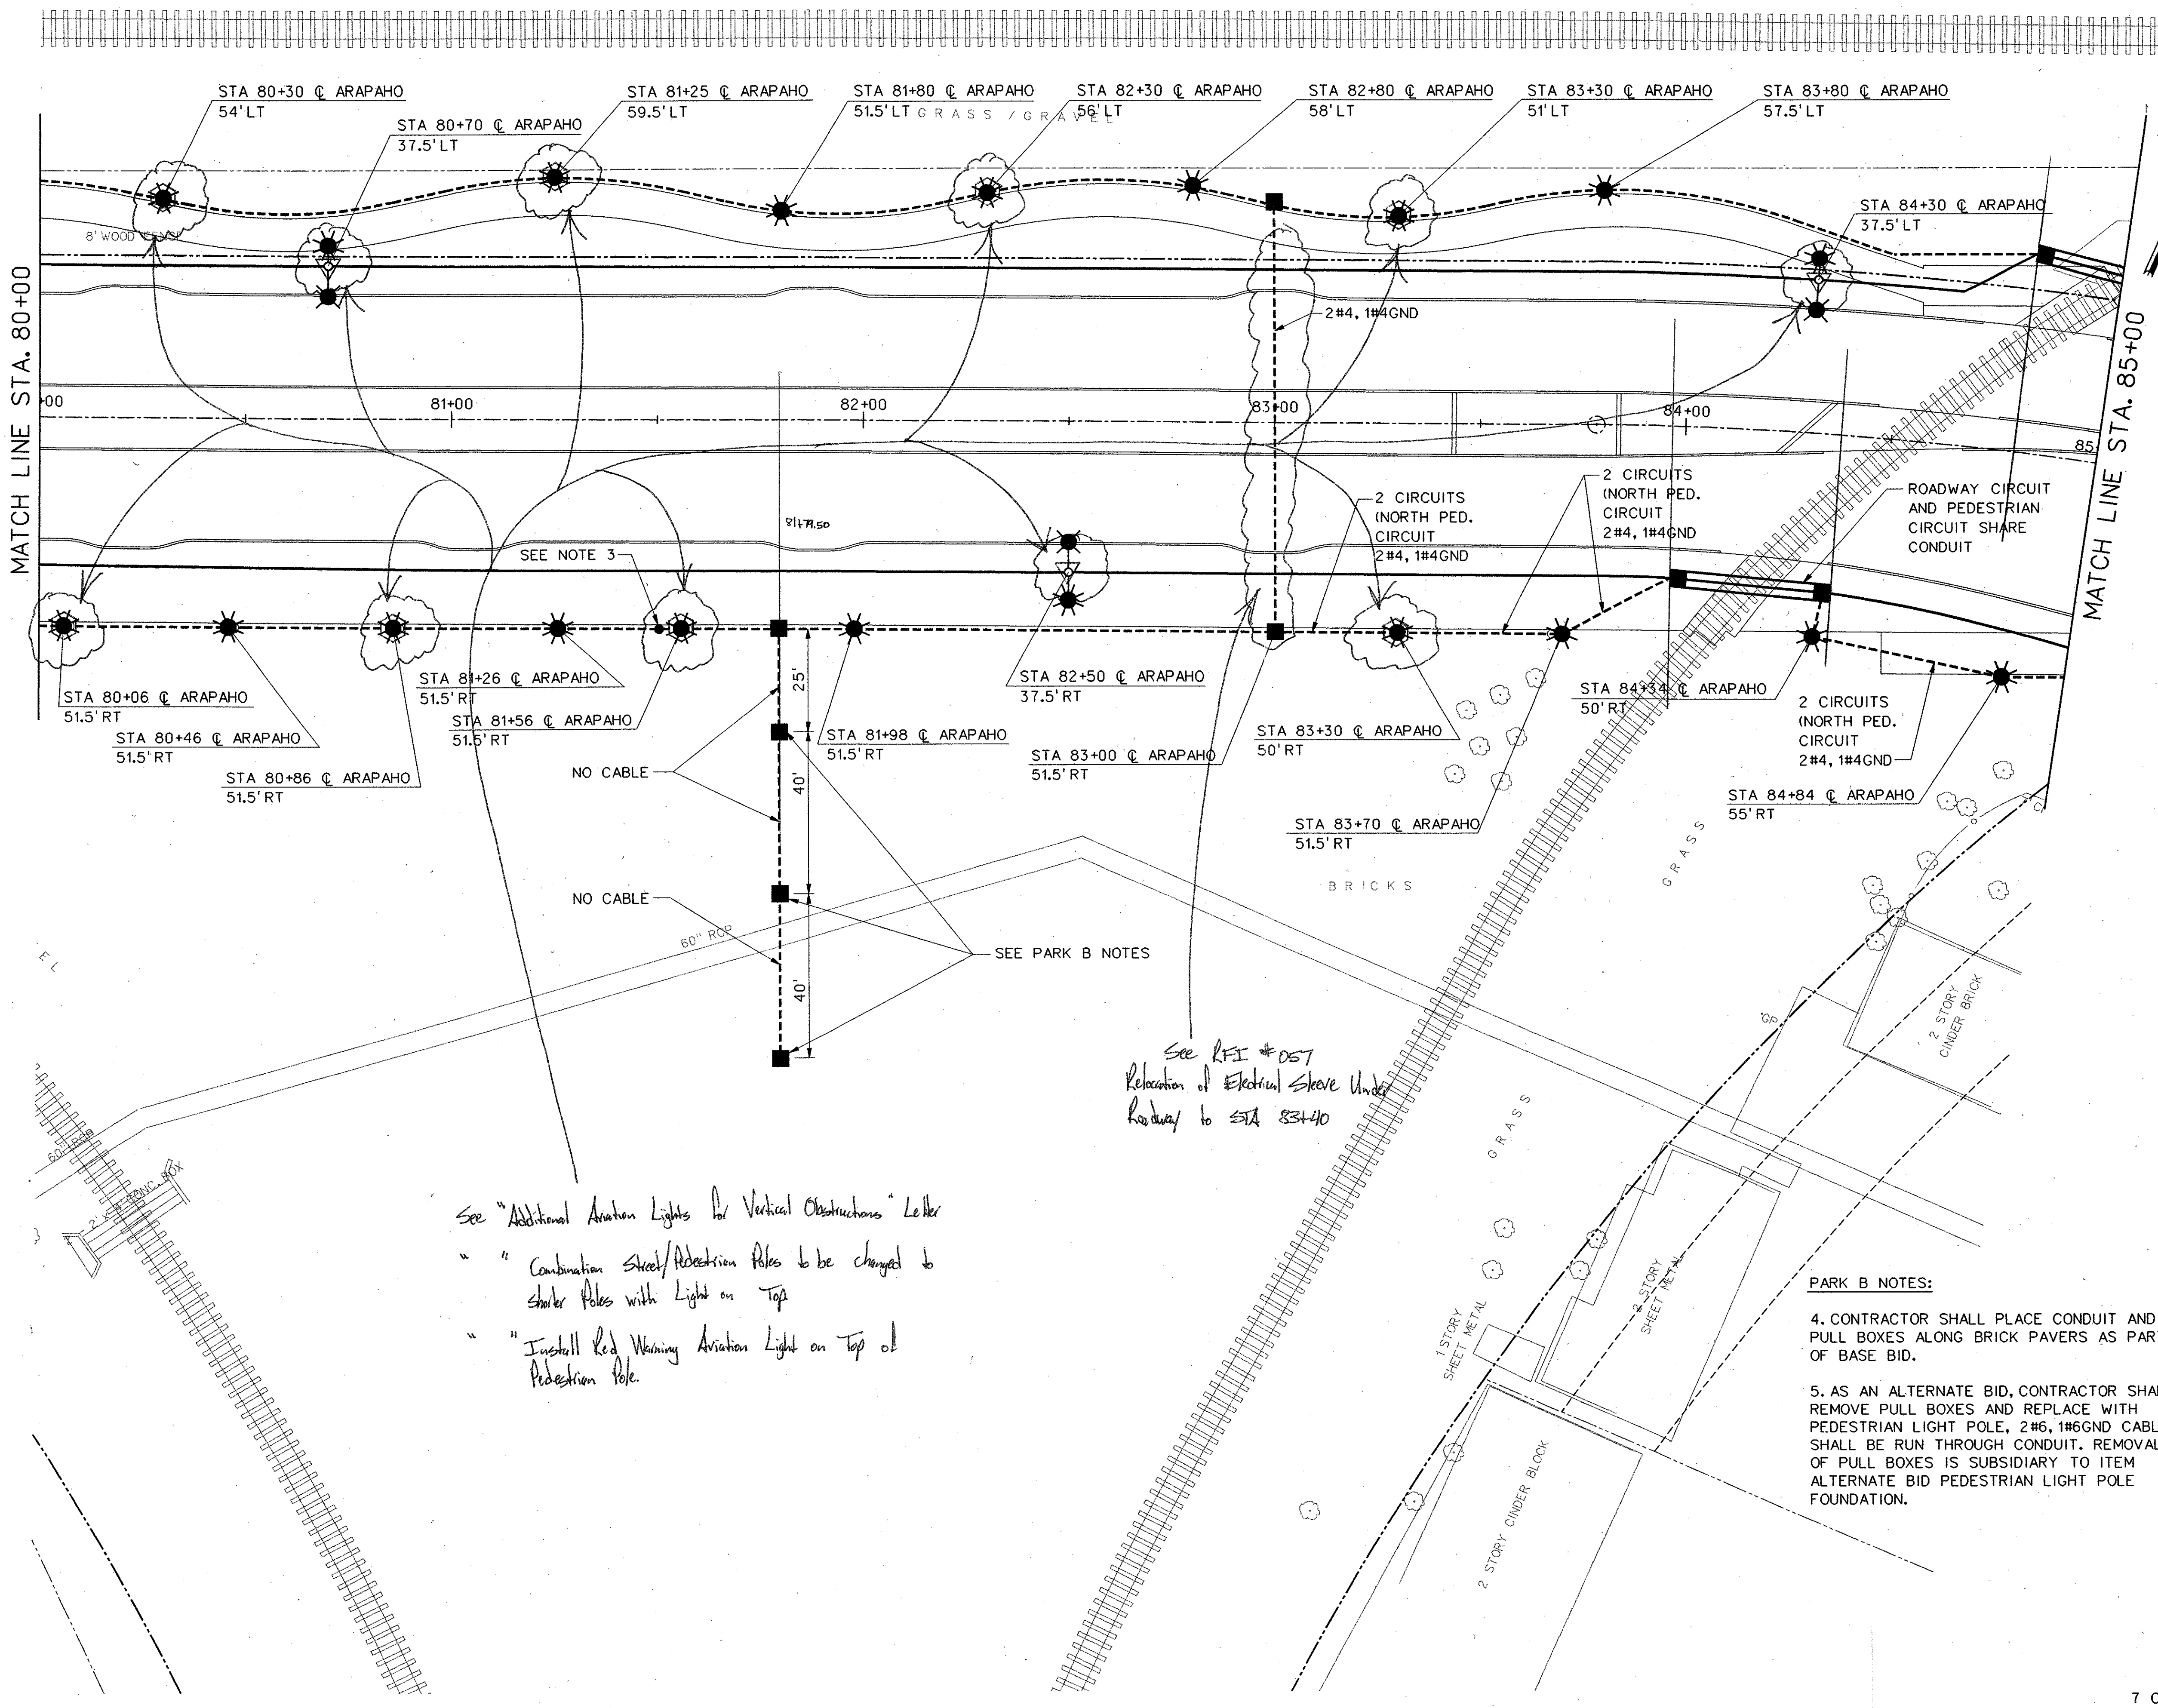 STA 80+30 ℄ ARAPAHO
54' LT
STA 80+70 ℄ ARAPAHO
37.5' LT
STA 81+25 ℄ ARAPAHO
59.5' LT
STA 81+80 ℄ ARAPAHO
51.5' LT
GRASS / GRAVEL
STA 82+30 ℄ ARAPAHO
56' LT
STA 82+80 ℄ ARAPAHO
58' LT
STA 83+30 ℄ ARAPAHO
51' LT
STA 83+80 ℄ ARAPAHO
57.5' LT
STA 84+30 ℄ ARAPAHO
37.5' LT
8' WOOD FENCE
MATCH LINE STA. 80+00
MATCH LINE STA. 85+00
2#4, 1#4GND
+00
81+00
82+00
83+00
84+00
85
81+79.50
SEE NOTE 3
2 CIRCUITS
(NORTH PED.
CIRCUIT
2#4, 1#4GND
2 CIRCUITS
(NORTH PED.
CIRCUIT
2#4, 1#4GND
ROADWAY CIRCUIT
AND PEDESTRIAN
CIRCUIT SHARE
CONDUIT
STA 80+06 ℄ ARAPAHO
51.5' RT
STA 80+46 ℄ ARAPAHO
51.5' RT
STA 80+86 ℄ ARAPAHO
51.5' RT
STA 81+26 ℄ ARAPAHO
51.5' RT
STA 81+56 ℄ ARAPAHO
51.5' RT
STA 81+98 ℄ ARAPAHO
51.5' RT
STA 82+50 ℄ ARAPAHO
37.5' RT
STA 83+00 ℄ ARAPAHO
51.5' RT
STA 83+30 ℄ ARAPAHO
50' RT
STA 83+70 ℄ ARAPAHO
51.5' RT
STA 84+34 ℄ ARAPAHO
50' RT
2 CIRCUITS
(NORTH PED.
CIRCUIT
2#4, 1#4GND
STA 84+84 ℄ ARAPAHO
55' RT
25'
40'
40'
NO CABLE
NO CABLE
60" RCP
SEE PARK B NOTES
BRICKS
GRASS
EL
GP
2 STORY
CINDER BRICK
See RFI #057
Relocation of Electrical Sleeve Under
Roadway to STA 83+40
GRASS
60" RCP
CONC. BOX
See "Additional Aviation Lights for Vertical Obstructions" Letter
" " Combination Street/Pedestrian Poles to be changed to
shorter Poles with Light on Top
" " Install Red Warning Aviation Light on Top of
Pedestrian Pole.
2 STORY
SHEET METAL
1 STORY
SHEET METAL
2 STORY CINDER BLOCK
PARK B NOTES:
4. CONTRACTOR SHALL PLACE CONDUIT AND
PULL BOXES ALONG BRICK PAVERS AS PAR
OF BASE BID.
5. AS AN ALTERNATE BID, CONTRACTOR SHA
REMOVE PULL BOXES AND REPLACE WITH
PEDESTRIAN LIGHT POLE, 2#6, 1#6GND CABL
SHALL BE RUN THROUGH CONDUIT. REMOVAL
OF PULL BOXES IS SUBSIDIARY TO ITEM
ALTERNATE BID PEDESTRIAN LIGHT POLE
FOUNDATION.
7 O